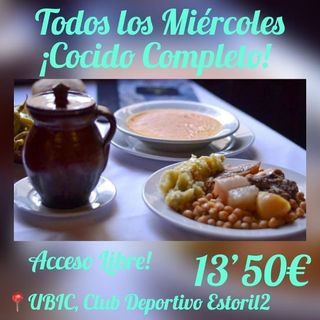 Todos los Miércoles
¡Cocido Completo!
Acceso Libre!
13'50€
UBIC, Club Deportivo Estoril2